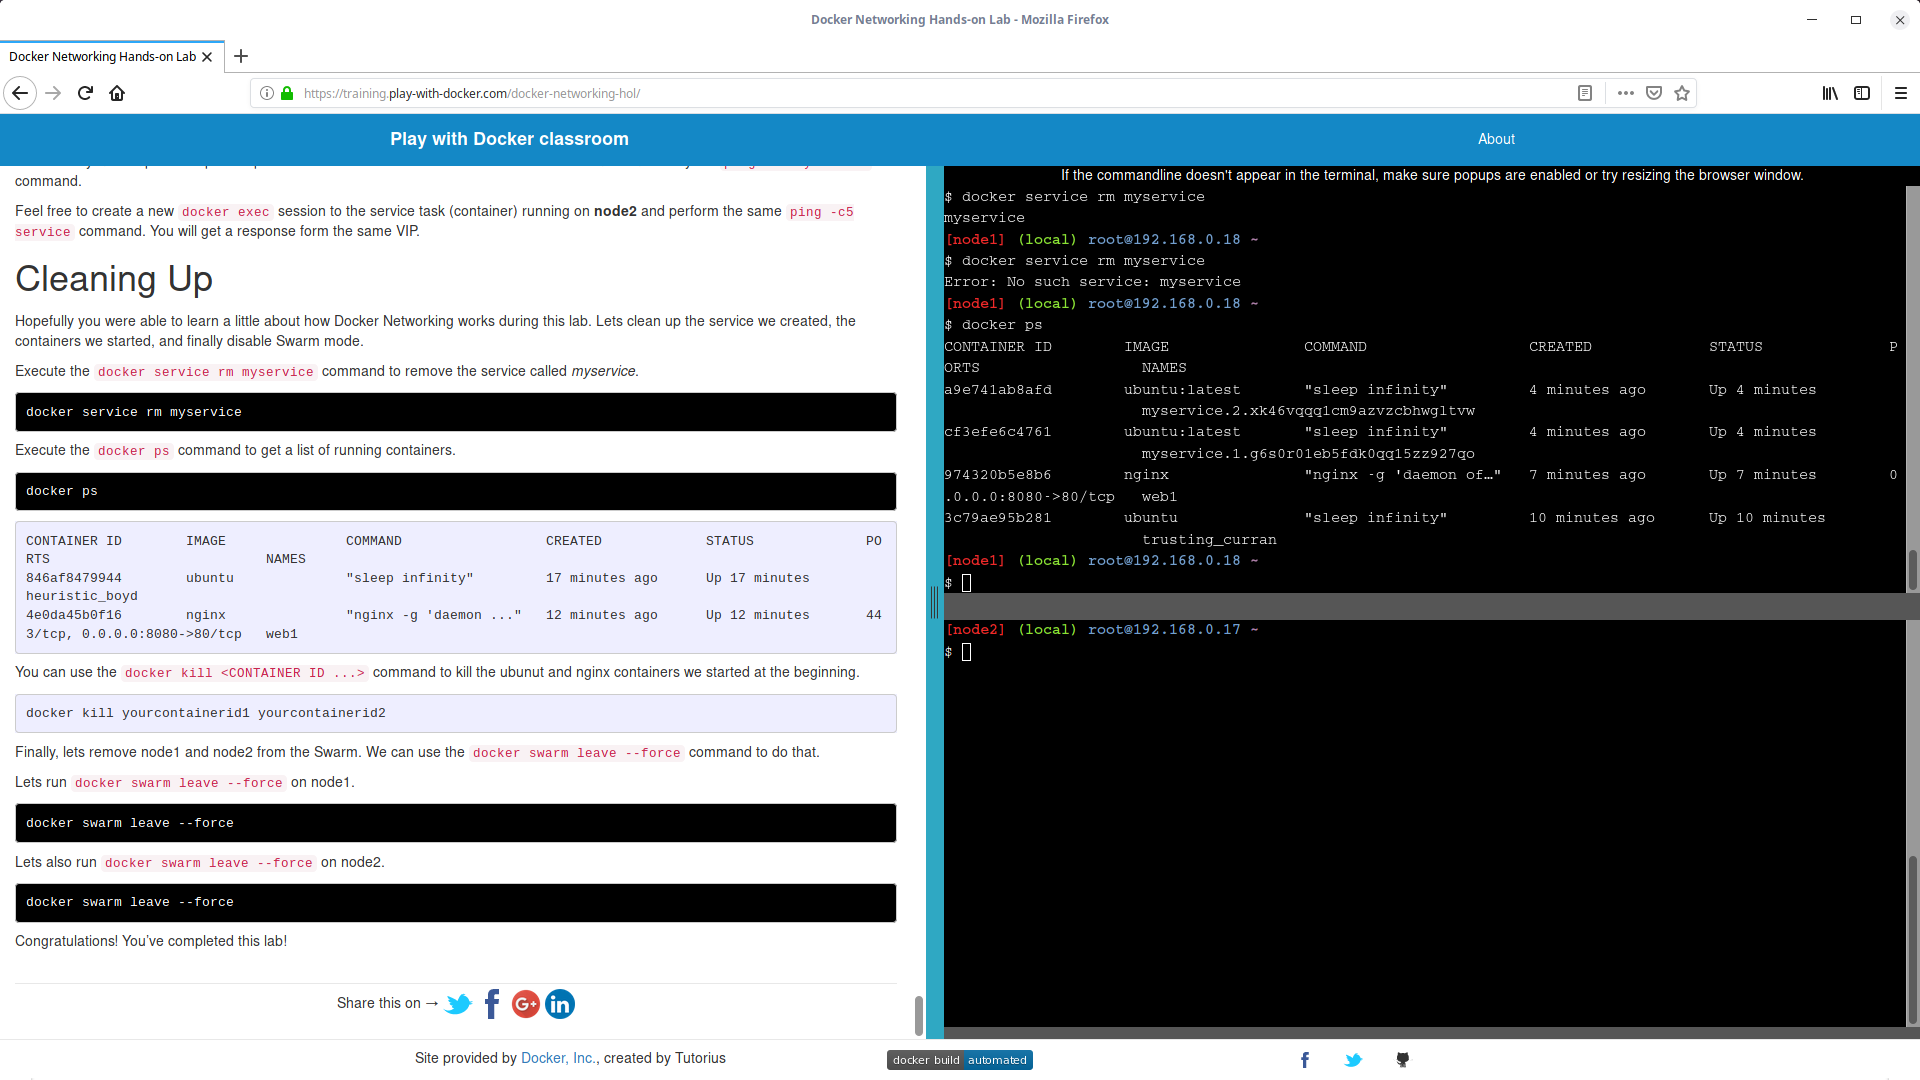 Docker Networking Hands-on Lab - Mozilla Firefox
Docker Networking Hands-on Lab
https://training.play-with-docker.com/docker-networking-hol/
Play with Docker classroom
About
command.
Feel free to create a new docker exec session to the service task (container) running on node2 and perform the same ping -c5
service command. You will get a response form the same VIP.
Cleaning Up
Hopefully you were able to learn a little about how Docker Networking works during this lab. Lets clean up the service we created, the
containers we started, and finally disable Swarm mode.
Execute the docker service rm myservice command to remove the service called myservice.
docker service rm myservice
Execute the docker ps command to get a list of running containers.
docker ps
CONTAINER ID        IMAGE               COMMAND                  CREATED             STATUS              PO
RTS                           NAMES
846af8479944        ubuntu              "sleep infinity"         17 minutes ago      Up 17 minutes
heuristic_boyd
4e0da45b0f16        nginx               "nginx -g 'daemon ..."   12 minutes ago      Up 12 minutes       44
3/tcp, 0.0.0.0:8080->80/tcp   web1
You can use the docker kill <CONTAINER ID ...> command to kill the ubunut and nginx containers we started at the beginning.
docker kill yourcontainerid1 yourcontainerid2
Finally, lets remove node1 and node2 from the Swarm. We can use the docker swarm leave --force command to do that.
Lets run docker swarm leave --force on node1.
docker swarm leave --force
Lets also run docker swarm leave --force on node2.
docker swarm leave --force
Congratulations! You've completed this lab!
Share this on →
If the commandline doesn't appear in the terminal, make sure popups are enabled or try resizing the browser window.
$ docker service rm myservice
myservice
[node1] (local) root@192.168.0.18 ~
$ docker service rm myservice
Error: No such service: myservice
[node1] (local) root@192.168.0.18 ~
$ docker ps
CONTAINER ID        IMAGE               COMMAND                  CREATED             STATUS              P
ORTS                  NAMES
a9e741ab8afd        ubuntu:latest       "sleep infinity"         4 minutes ago       Up 4 minutes
myservice.2.xk46vqqq1cm9azvzcbhwgltvw
cf3efe6c4761        ubuntu:latest       "sleep infinity"         4 minutes ago       Up 4 minutes
myservice.1.g6s0r01eb5fdk0qq15zz927qo
974320b5e8b6        nginx               "nginx -g 'daemon of…"   7 minutes ago       Up 7 minutes        0
.0.0.0:8080->80/tcp   web1
3c79ae95b281        ubuntu              "sleep infinity"         10 minutes ago      Up 10 minutes
trusting_curran
[node1] (local) root@192.168.0.18 ~
$
[node2] (local) root@192.168.0.17 ~
$
Site provided by Docker, Inc., created by Tutorius
docker build automated